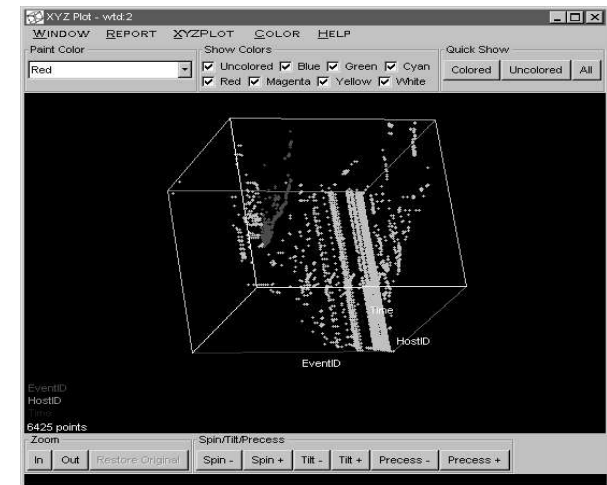 XYZ Plot - wtd:2
WINDOW REPORT XYZPLOT COLOR HELP
Paint Color
Red
Show Colors
Uncolored Blue Green Cyan
Red Magenta Yellow White
Quick Show
Colored Uncolored All
Time
HostID
EventID
EventID
HostID
Time
6425 points
Zoom
In Out Restore Original
Spin/Tilt/Precess
Spin - Spin + Tilt - Tilt + Precess - Precess +